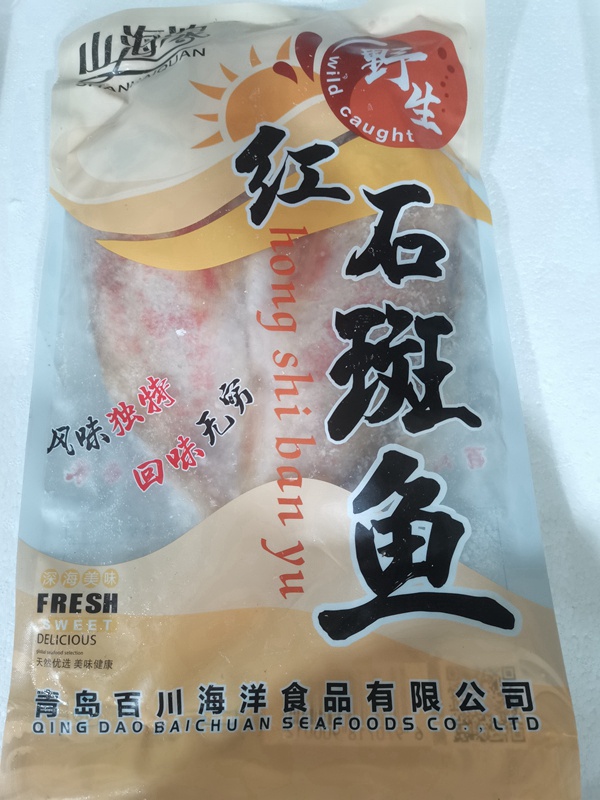 山海滦
SHANHAIQUAN
野生
wild caught
红石斑鱼
hong shi ban yu
风味独特
回味无穷
深海美味
FRESH
SWEET
DELICIOUS
天然优选 美味健康
青岛百川海洋食品有限公司
QING DAO BAICHUAN SEAFOODS CO.,LTD